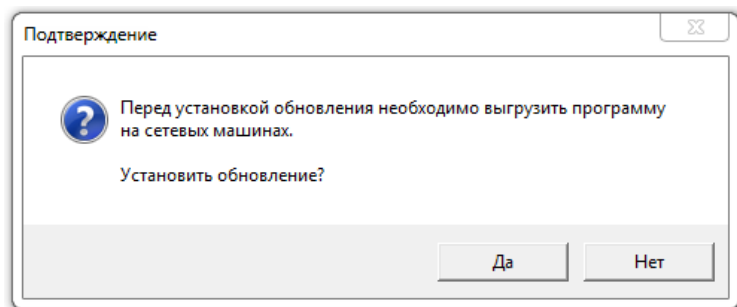 Подтверждение
Перед установкой обновления необходимо выгрузить программу
на сетевых машинах.
Установить обновление?
Да
Нет